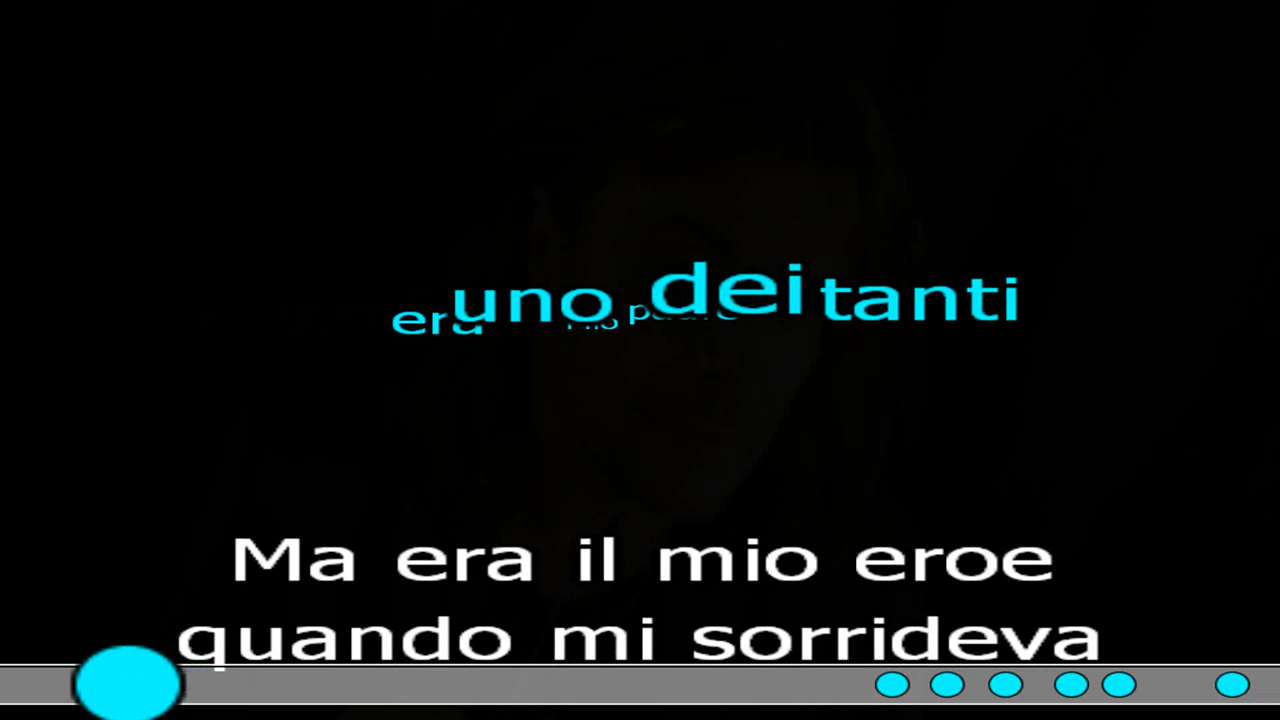 era uno dei tanti
Ma era il mio eroe
quando mi sorrideva